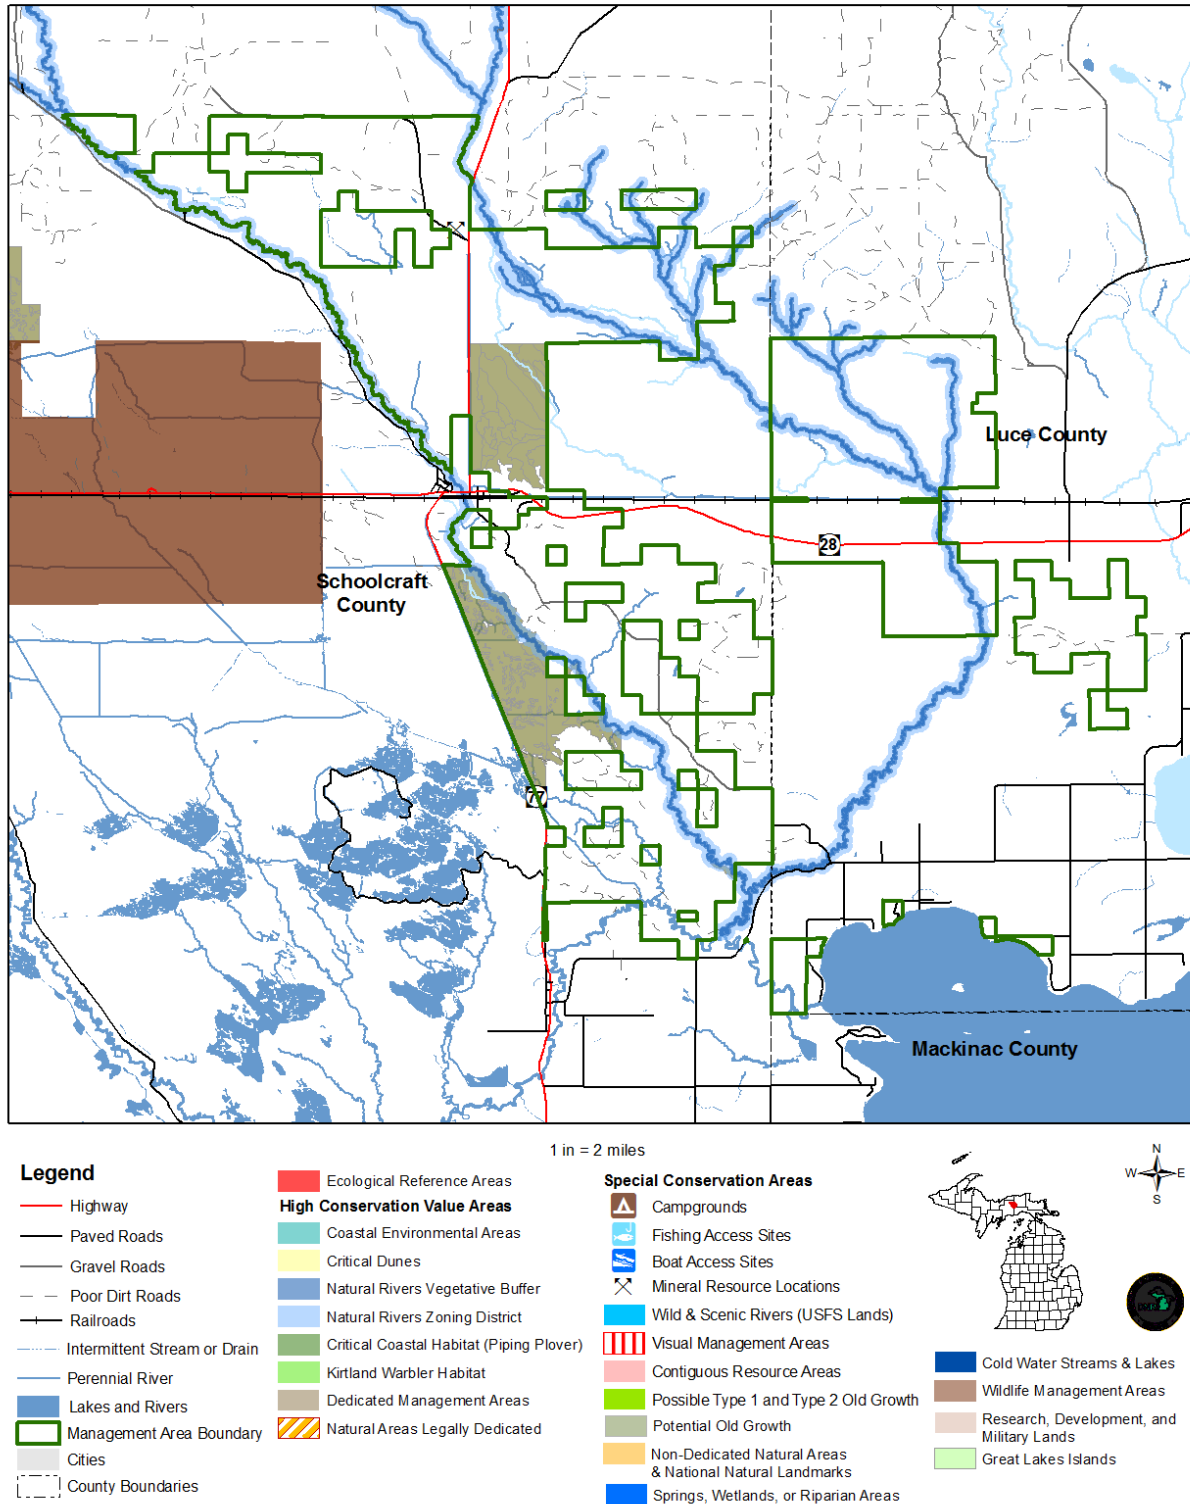 Luce County
28
Schoolcraft
County
77
Mackinac County
1 in = 2 miles
Legend
Highway
Paved Roads
Gravel Roads
Poor Dirt Roads
Railroads
Intermittent Stream or Drain
Perennial River
Lakes and Rivers
Management Area Boundary
Cities
County Boundaries
Ecological Reference Areas
High Conservation Value Areas
Coastal Environmental Areas
Critical Dunes
Natural Rivers Vegetative Buffer
Natural Rivers Zoning District
Critical Coastal Habitat (Piping Plover)
Kirtland Warbler Habitat
Dedicated Management Areas
Natural Areas Legally Dedicated
Special Conservation Areas
Campgrounds
Fishing Access Sites
Boat Access Sites
Mineral Resource Locations
Wild & Scenic Rivers (USFS Lands)
Visual Management Areas
Contiguous Resource Areas
Possible Type 1 and Type 2 Old Growth
Potential Old Growth
Non-Dedicated Natural Areas
& National Natural Landmarks
Springs, Wetlands, or Riparian Areas
N
W E
S
Cold Water Streams & Lakes
Wildlife Management Areas
Research, Development, and
Military Lands
Great Lakes Islands